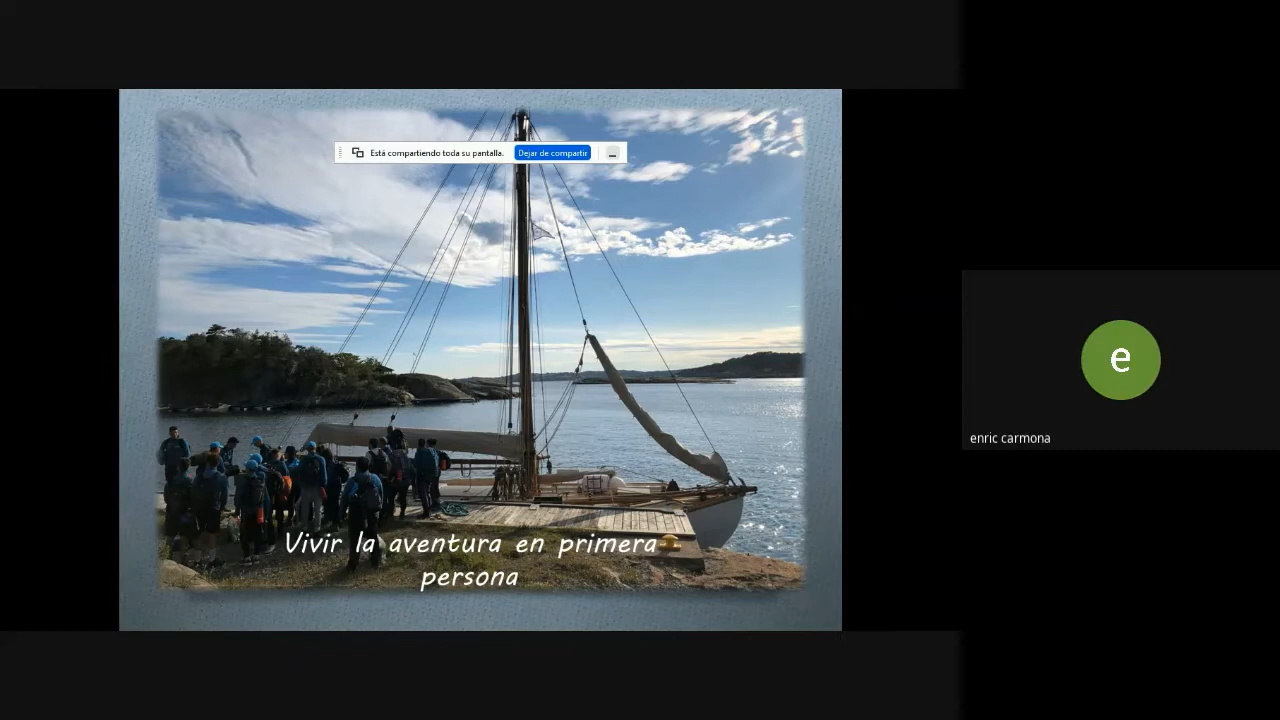 Está compartiendo toda su pantalla. Dejar de compartir
Vivir la aventura en primera
persona
e
enric carmona